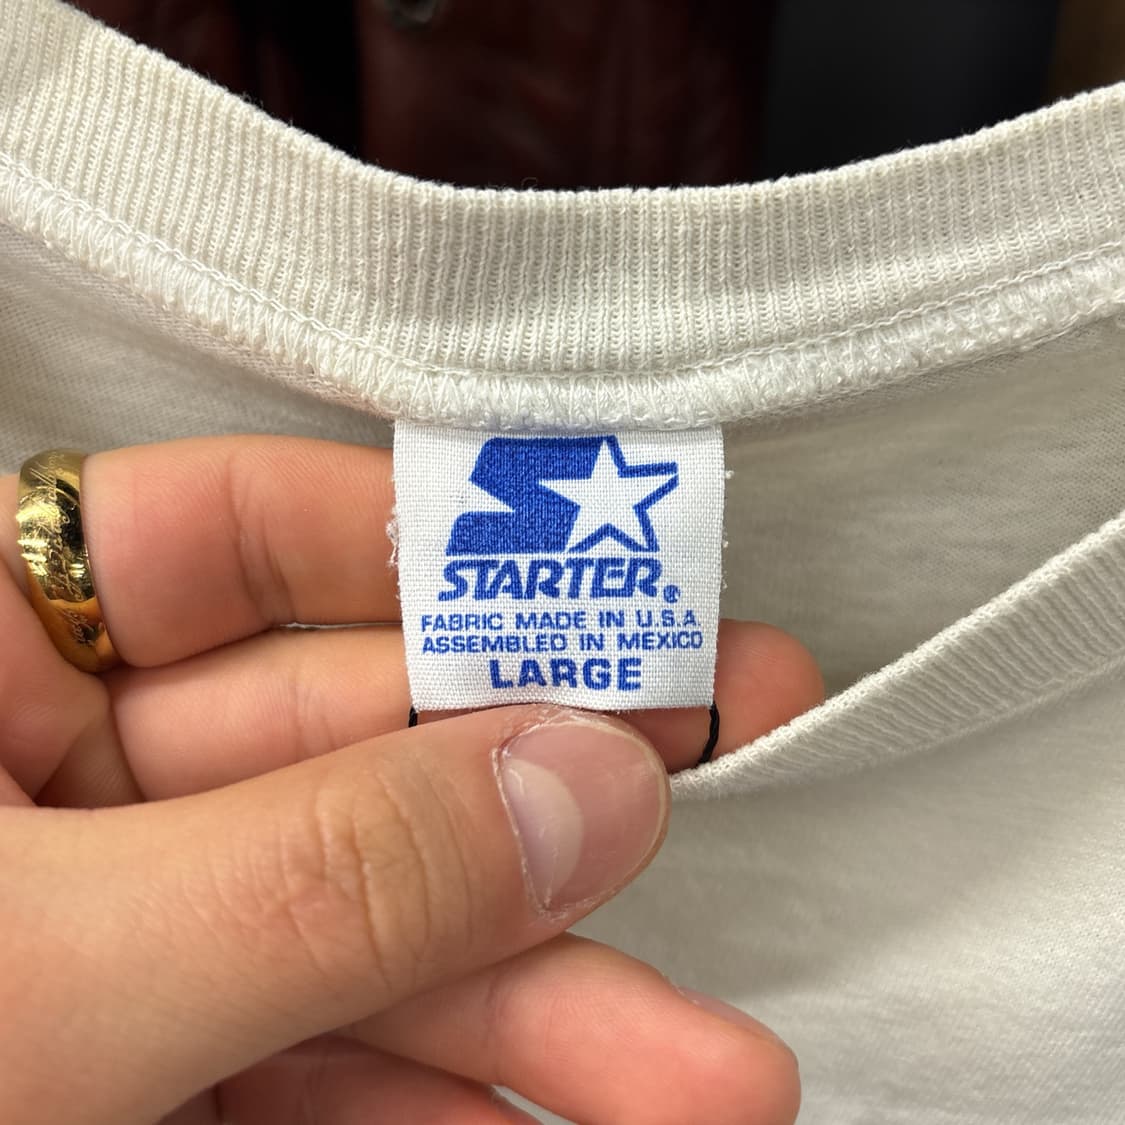 STARTER®
FABRIC MADE IN U.S.A
ASSEMBLED IN MEXICO
LARGE